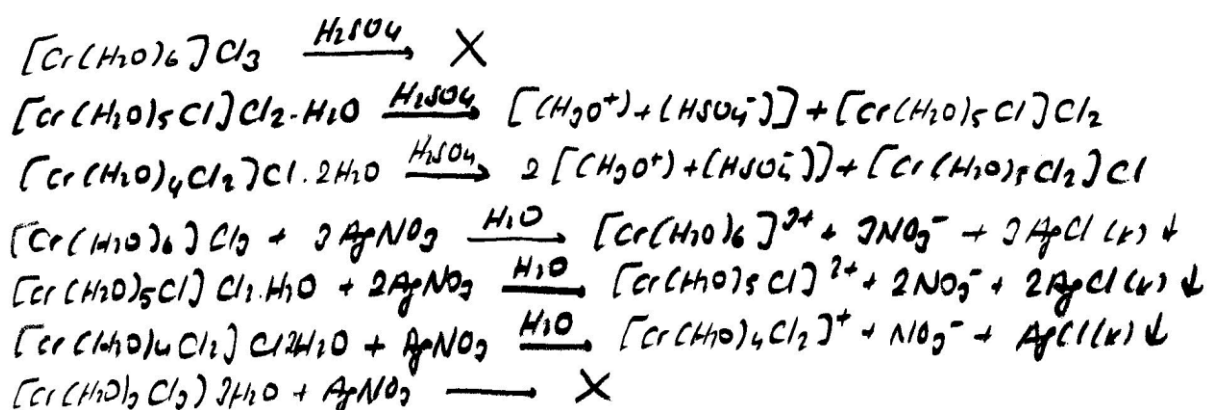 [Cr(H2O)6]Cl3 —H2SO4→ X
[Cr(H2O)5Cl]Cl2·H2O —H2SO4→ [(H3O⁺)+(HSO4⁻)]] + [Cr(H2O)5Cl]Cl2
[Cr(H2O)4Cl2]Cl·2H2O —H2SO4→ 2[(H3O⁺)+(HSO4⁻)]] + [Cr(H2O)5Cl2]Cl
[Cr(H2O)6]Cl3 + 3AgNO3 —H2O→ [Cr(H2O)6]³⁺ + 3NO3⁻ + 3AgCl(k)↓
[Cr(H2O)5Cl]Cl2·H2O + 2AgNO3 —H2O→ [Cr(H2O)5Cl]²⁺ + 2NO3⁻ + 2AgCl(k)↓
[Cr(H2O)4Cl2]Cl2H2O + AgNO3 —H2O→ [Cr(H2O)4Cl2]⁺ + NO3⁻ + AgCl(k)↓
[Cr(H2O)3Cl3)3H2O + AgNO3 —— X